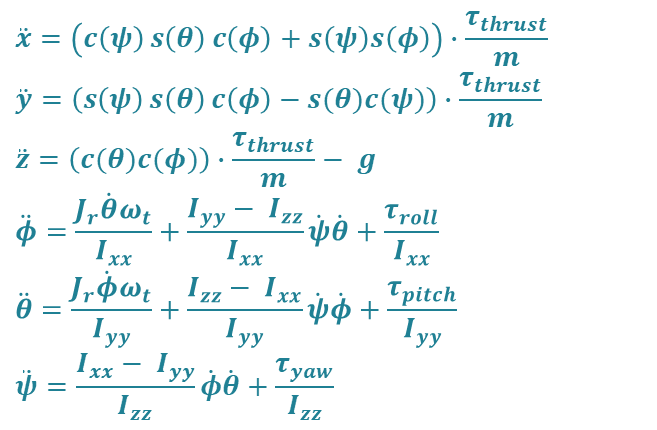 ẍ = (c(ψ) s(θ) c(ϕ) + s(ψ)s(ϕ)) · τ_thrust / m
ÿ = (s(ψ) s(θ) c(ϕ) − s(θ)c(ψ)) · τ_thrust / m
z̈ = (c(θ)c(ϕ)) · τ_thrust / m − g
ϕ̈ = J_r θ̇ ω_t / I_xx + (I_yy − I_zz) / I_xx ψ̇θ̇ + τ_roll / I_xx
θ̈ = J_r ϕ̇ ω_t / I_yy + (I_zz − I_xx) / I_yy ψ̇ϕ̇ + τ_pitch / I_yy
ψ̈ = (I_xx − I_yy) / I_zz ϕ̇θ̇ + τ_yaw / I_zz